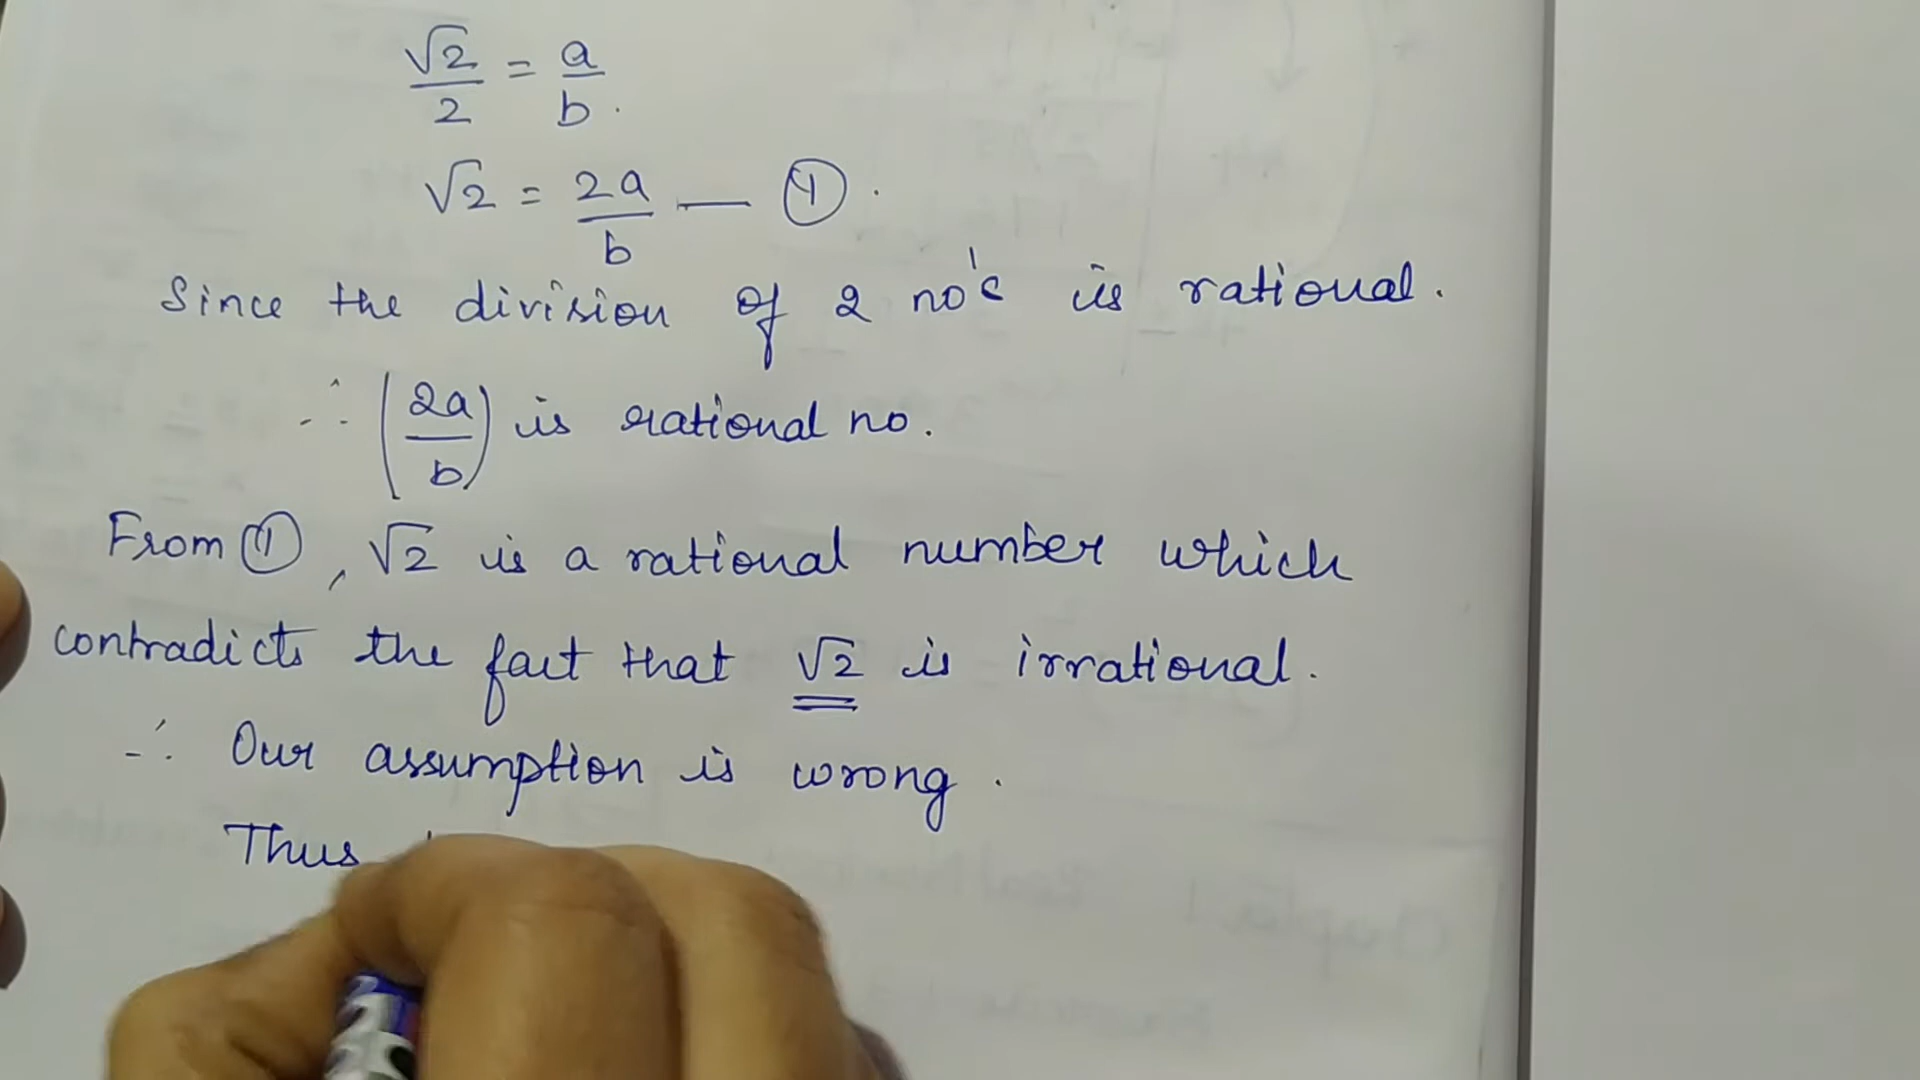 √2/2 = a/b.
√2 = 2a/b — ①.
Since the division of 2 no's is rational.
∴ (2a/b) is rational no.
From ①, √2 is a rational number which
contradicts the fact that √2 is irrational.
∴ Our assumption is wrong.
Thus